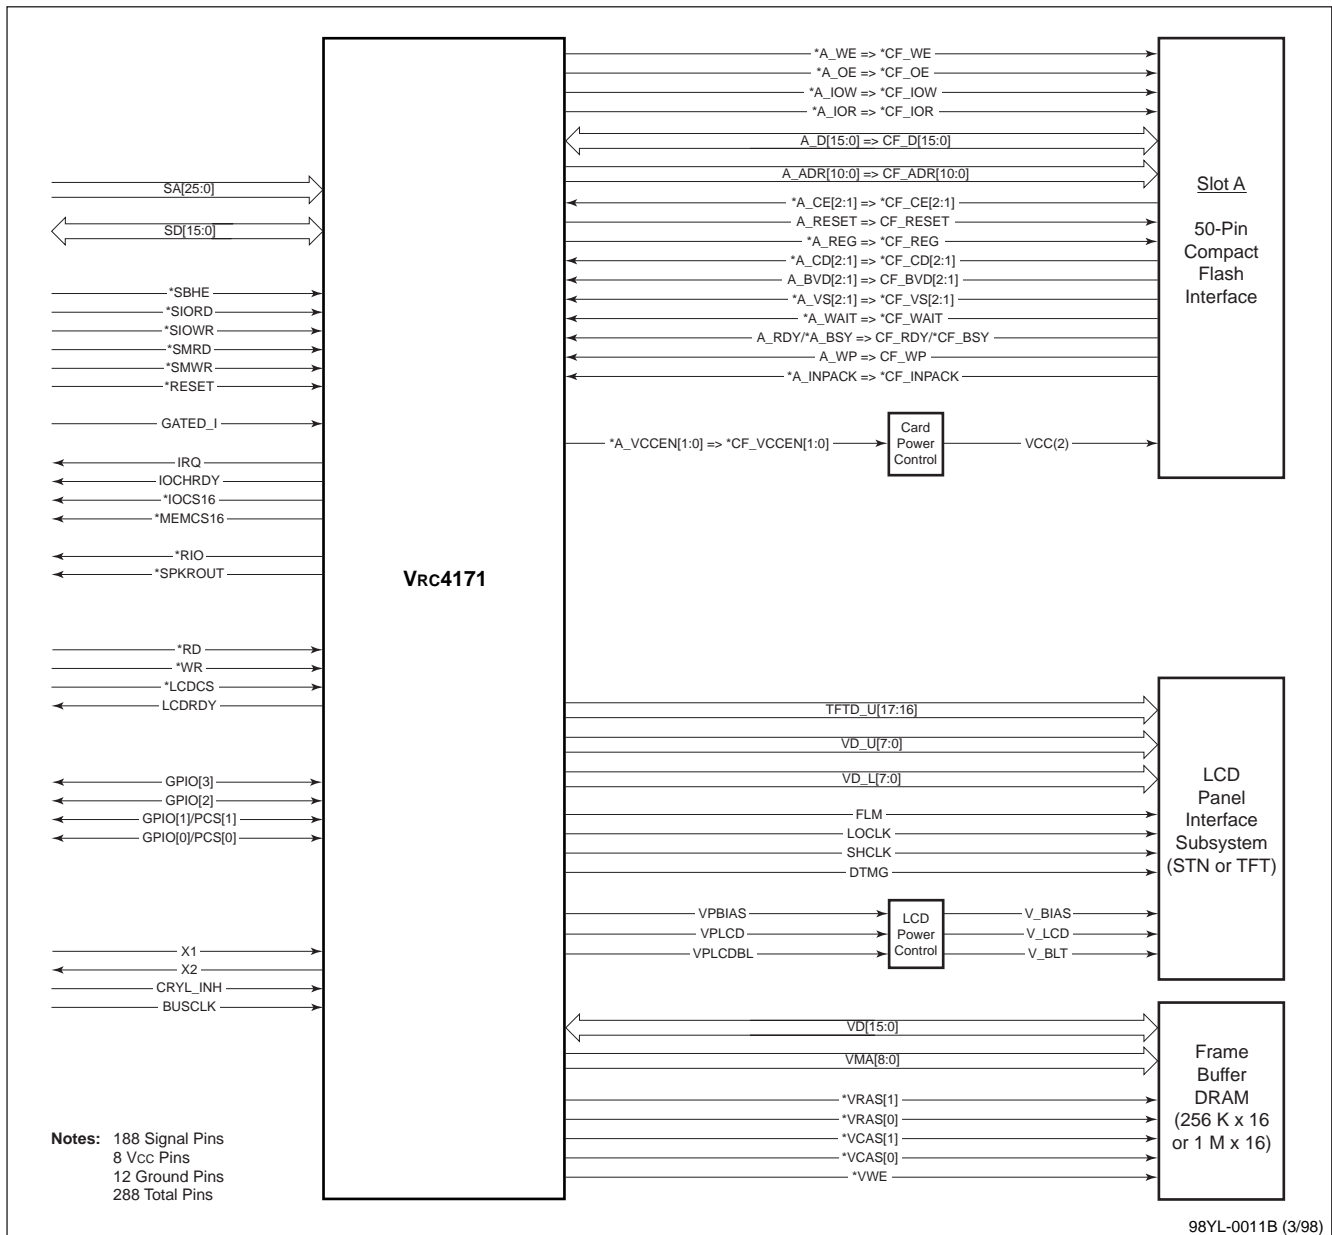 SA[25:0]
SD[15:0]
*SBHE
*SIORD
*SIOWR
*SMRD
*SMWR
*RESET
GATED_I
IRQ
IOCHRDY
*IOCS16
*MEMCS16
*RIO
*SPKROUT
*RD
*WR
*LCDCS
LCDRDY
GPIO[3]
GPIO[2]
GPIO[1]/PCS[1]
GPIO[0]/PCS[0]
X1
X2
CRYL_INH
BUSCLK
Notes: 188 Signal Pins
8 VCC Pins
12 Ground Pins
288 Total Pins
VRC4171
*A_WE => *CF_WE
*A_OE => *CF_OE
*A_IOW => *CF_IOW
*A_IOR => *CF_IOR
A_D[15:0] => CF_D[15:0]
A_ADR[10:0] => CF_ADR[10:0]
*A_CE[2:1] => *CF_CE[2:1]
A_RESET => CF_RESET
*A_REG => *CF_REG
*A_CD[2:1] => *CF_CD[2:1]
A_BVD[2:1] => CF_BVD[2:1]
*A_VS[2:1] => *CF_VS[2:1]
*A_WAIT => *CF_WAIT
A_RDY/*A_BSY => CF_RDY/*CF_BSY
A_WP => CF_WP
*A_INPACK => *CF_INPACK
*A_VCCEN[1:0] => *CF_VCCEN[1:0]
Card
Power
Control
VCC(2)
Slot A
50-Pin
Compact
Flash
Interface
TFTD_U[17:16]
VD_U[7:0]
VD_L[7:0]
FLM
LOCLK
SHCLK
DTMG
VPBIAS
VPLCD
VPLCDBL
LCD
Power
Control
V_BIAS
V_LCD
V_BLT
LCD
Panel
Interface
Subsystem
(STN or TFT)
VD[15:0]
VMA[8:0]
*VRAS[1]
*VRAS[0]
*VCAS[1]
*VCAS[0]
*VWE
Frame
Buffer
DRAM
(256 K x 16
or 1 M x 16)
98YL-0011B (3/98)